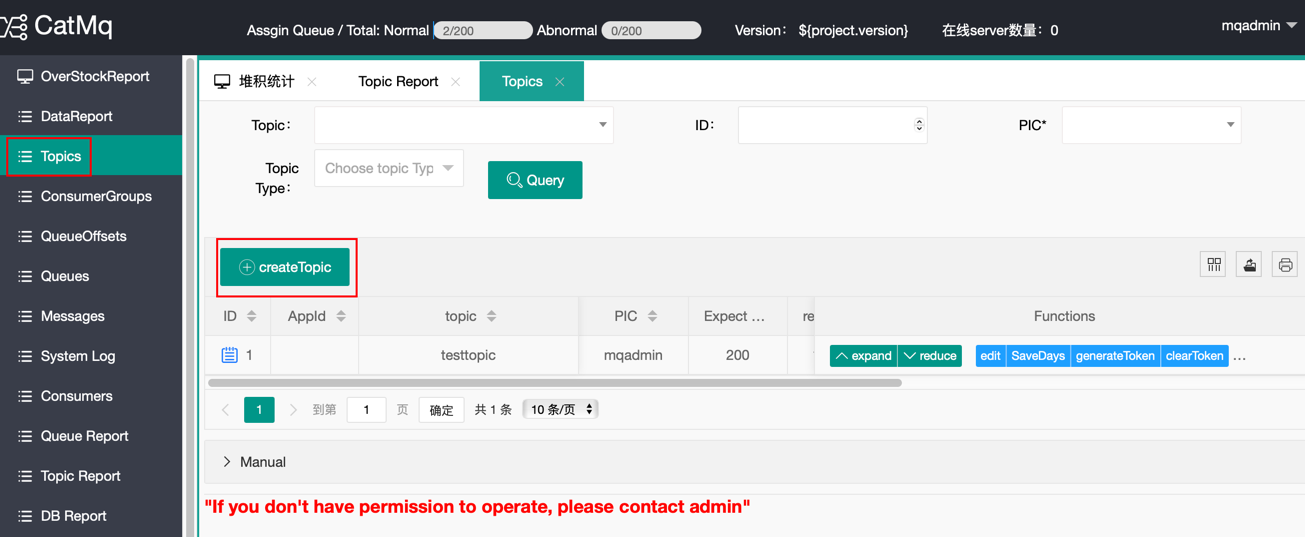 CatMq
Assgin Queue / Total: Normal 2/200 Abnormal 0/200 Version: ${project.version} 在线server数量: 0 mqadmin
OverStockReport
DataReport
Topics
ConsumerGroups
QueueOffsets
Queues
Messages
System Log
Consumers
Queue Report
Topic Report
DB Report
堆积统计 Topic Report Topics
Topic: ID: PIC*
Topic Type: Choose topic Typ Query
createTopic
ID AppId topic PIC Expect ... re Functions
1 testtopic mqadmin 200 expand reduce edit SaveDays generateToken clearToken ...
1 到第 1 页 确定 共 1 条 10 条/页
Manual
"If you don't have permission to operate, please contact admin"